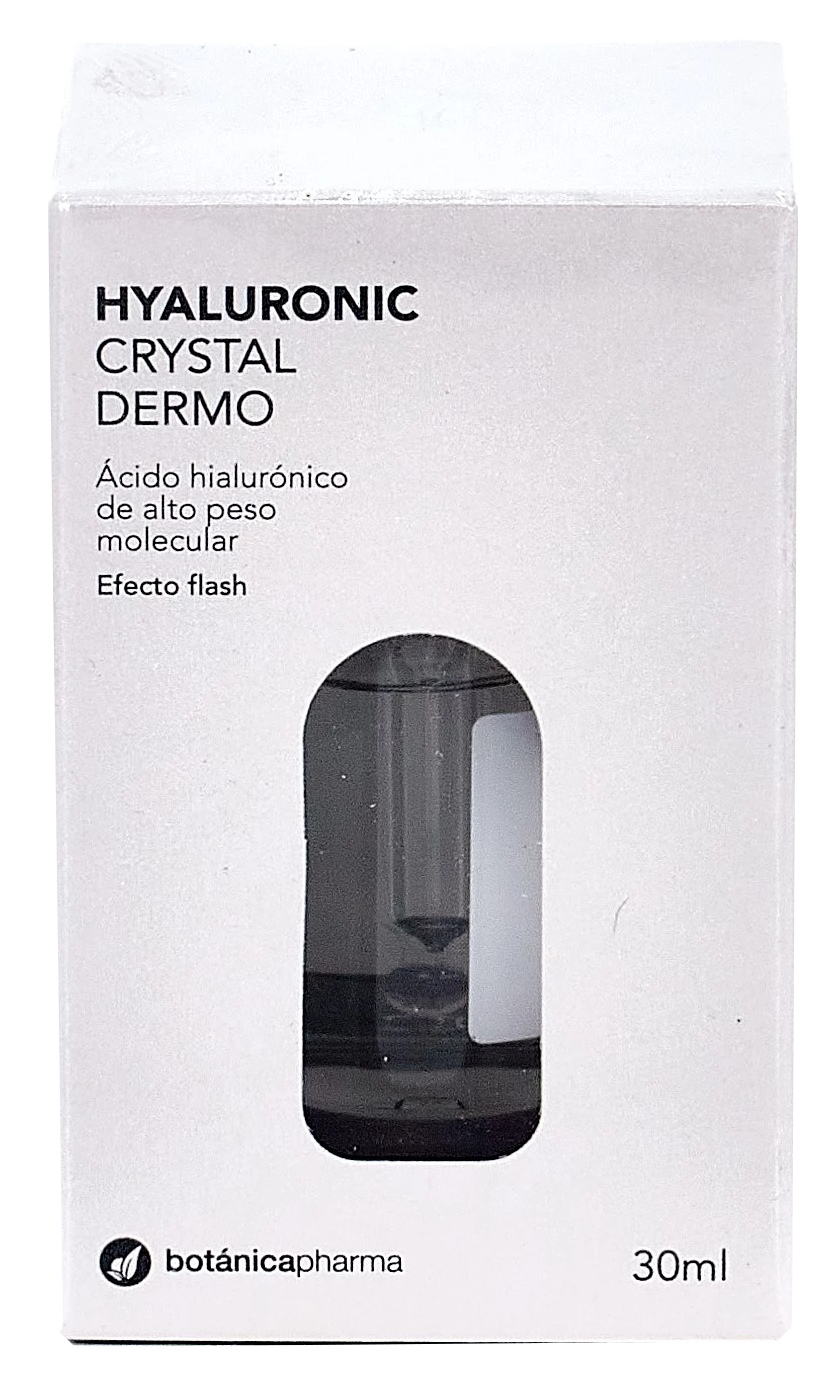 HYALURONIC
CRYSTAL
DERMO
Ácido hialurónico
de alto peso
molecular
Efecto flash
botánicapharma
30ml